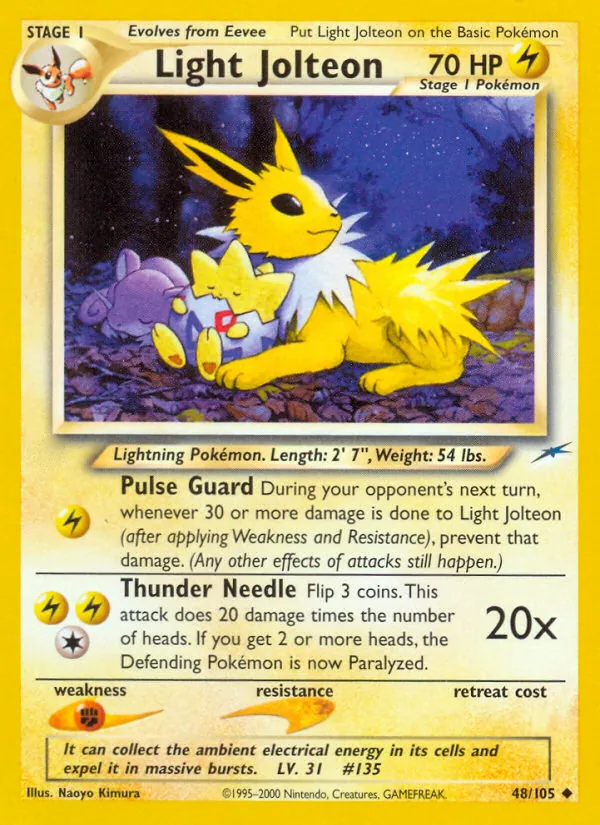 STAGE 1 Evolves from Eevee Put Light Jolteon on the Basic Pokémon
Light Jolteon 70 HP
Stage 1 Pokémon
Lightning Pokémon. Length: 2' 7", Weight: 54 lbs.
Pulse Guard During your opponent's next turn,
whenever 30 or more damage is done to Light Jolteon
(after applying Weakness and Resistance), prevent that
damage. (Any other effects of attacks still happen.)
Thunder Needle Flip 3 coins. This
attack does 20 damage times the number
of heads. If you get 2 or more heads, the
Defending Pokémon is now Paralyzed.
20x
weakness resistance retreat cost
It can collect the ambient electrical energy in its cells and
expel it in massive bursts. LV. 31 #135
Illus. Naoyo Kimura ©1995-2000 Nintendo, Creatures, GAMEFREAK. 48/105